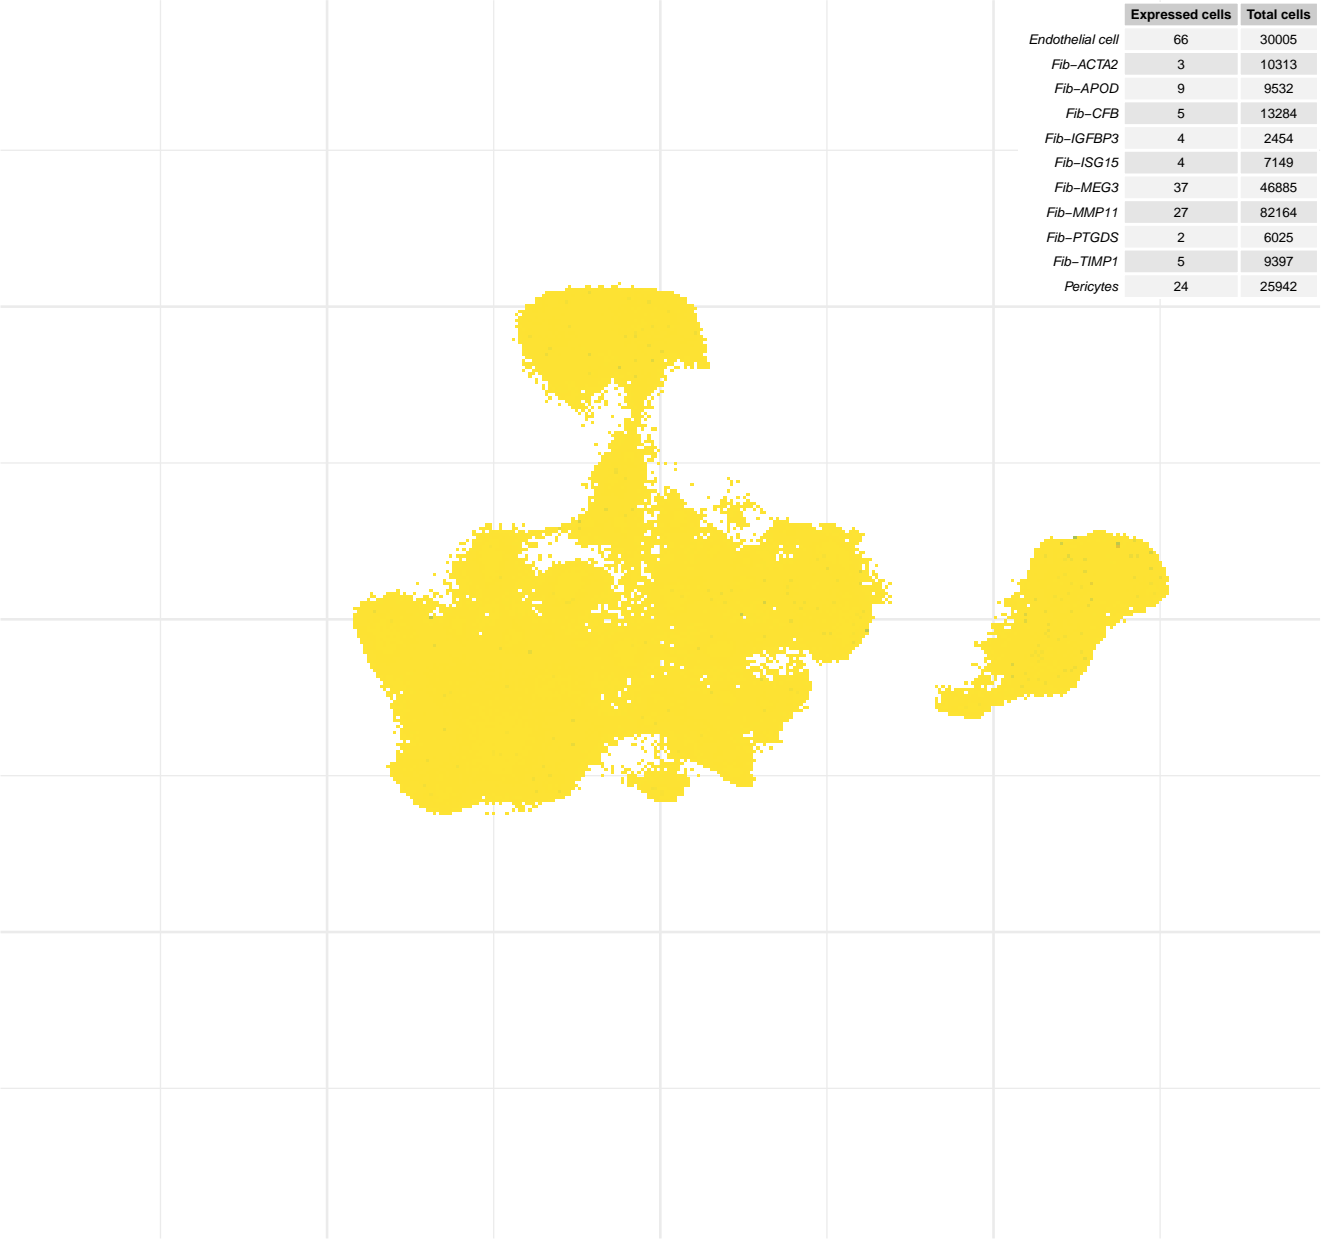 Expressed cells Total cells
Endothelial cell 66 30005
Fib−ACTA2 3 10313
Fib−APOD 9 9532
Fib−CFB 5 13284
Fib−IGFBP3 4 2454
Fib−ISG15 4 7149
Fib−MEG3 37 46885
Fib−MMP11 27 82164
Fib−PTGDS 2 6025
Fib−TIMP1 5 9397
Pericytes 24 25942